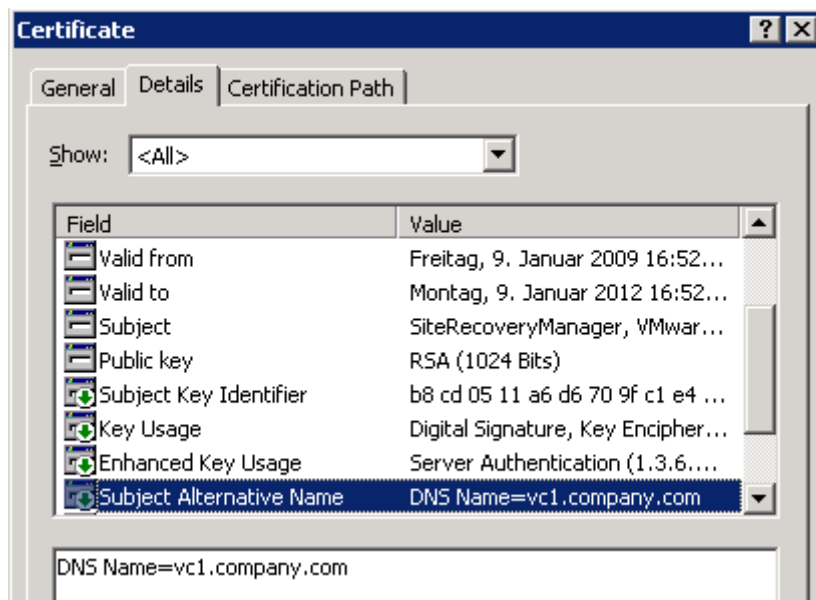 Certificate
General Details Certification Path
Show: <All>
Field Value
Valid from Freitag, 9. Januar 2009 16:52...
Valid to Montag, 9. Januar 2012 16:52...
Subject SiteRecoveryManager, VMwar...
Public key RSA (1024 Bits)
Subject Key Identifier b8 cd 05 11 a6 d6 70 9f c1 e4 ...
Key Usage Digital Signature, Key Encipher...
Enhanced Key Usage Server Authentication (1.3.6....
Subject Alternative Name DNS Name=vc1.company.com
DNS Name=vc1.company.com